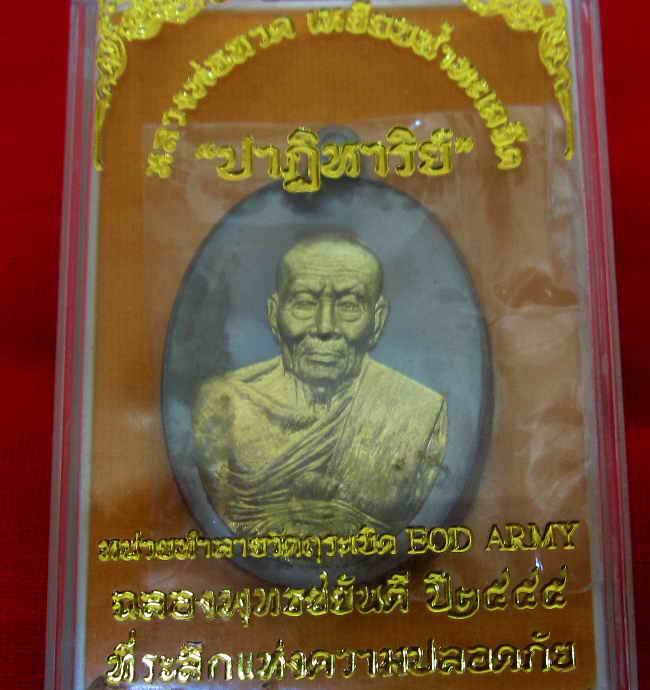 หลวงพ่อทวด เหยียบน้ำทะเลจืด
"ปาฏิหาริย์"
หน่วยทำลายวัตถุระเบิด EOD ARMY
ฉลองพุทธชยันตี ปี๒๕๕๕
ที่ระลึกแห่งความปลอดภัย